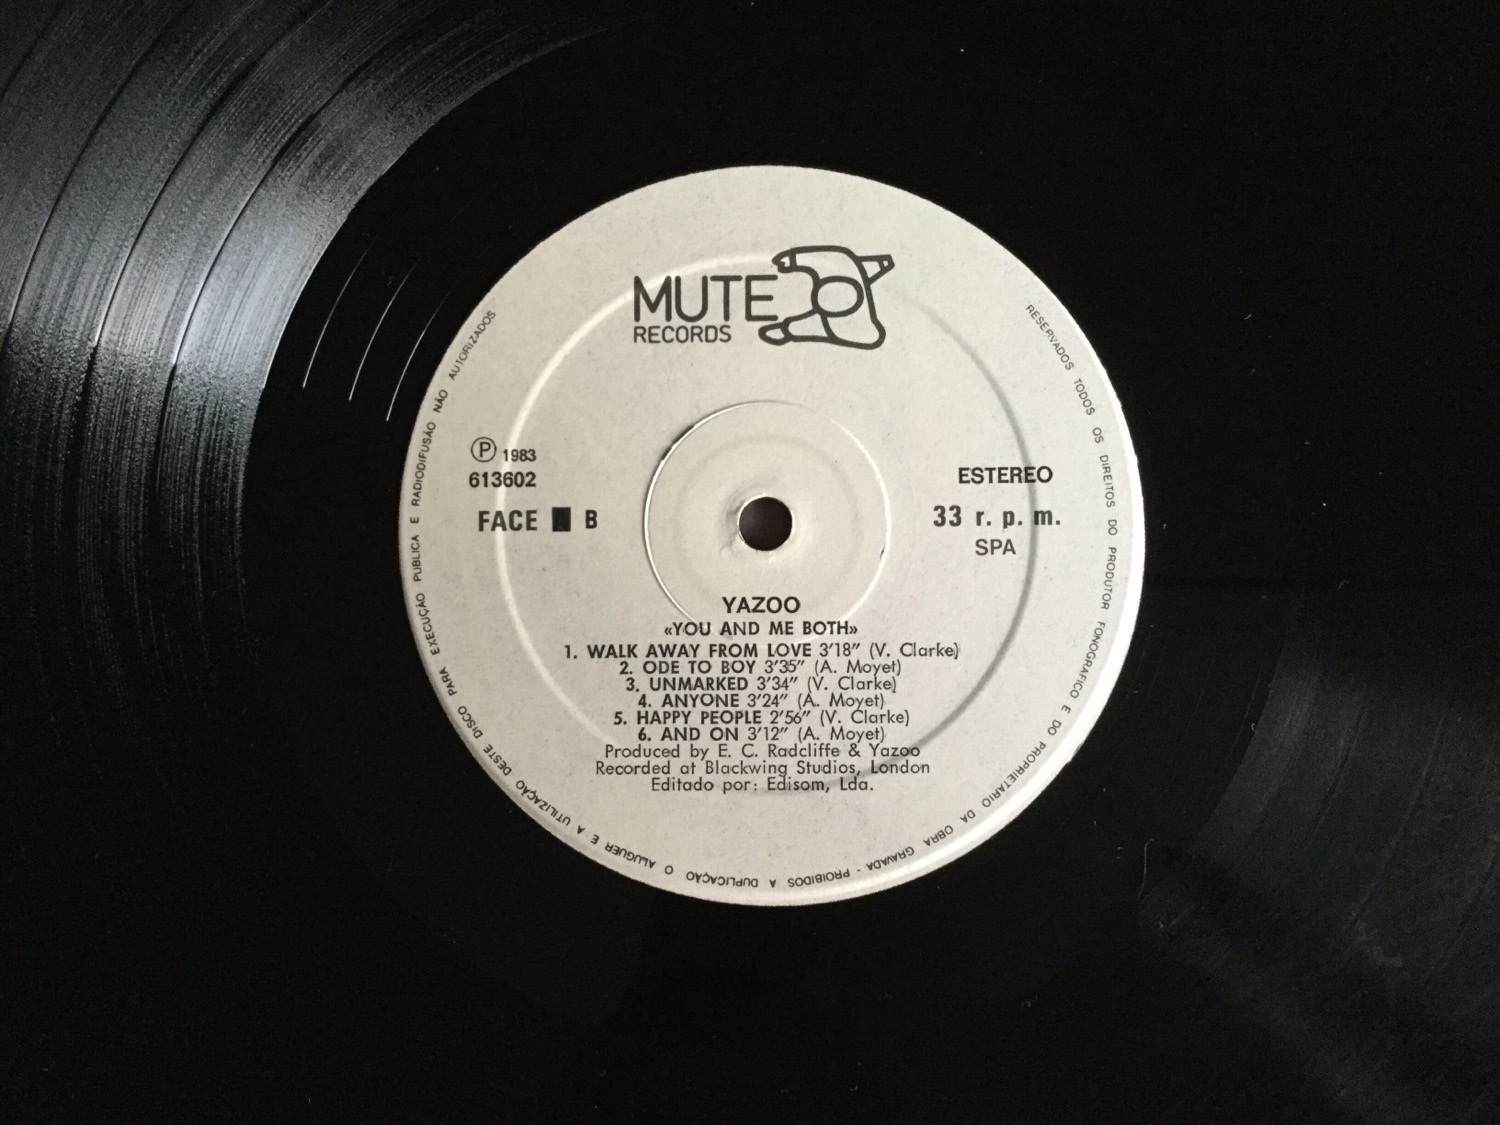 MUTE
RECORDS
Ⓟ 1983
613602
FACE B
ESTEREO
33 r. p. m.
SPA
YAZOO
«YOU AND ME BOTH»
1. WALK AWAY FROM LOVE 3'18" (V. Clarke)
2. ODE TO BOY 3'35" (A. Moyet)
3. UNMARKED 3'34" (V. Clarke)
4. ANYONE 3'24" (A. Moyet)
5. HAPPY PEOPLE 2'56" (V. Clarke)
6. AND ON 3'12" (A. Moyet)
Produced by E. C. Radcliffe & Yazoo
Recorded at Blackwing Studios, London
Editado por: Edisom, Lda.
RESERVADOS TODOS OS DIREITOS DO PRODUTOR FONOGRAFICO E DO PROPRIETARIO DA OBRA GRAVADA - PROIBIDOS A DUPLICAÇÃO O ALUGUER E A UTILIZAÇÃO DESTE DISCO PARA EXECUÇÃO PUBLICA E RADIODIFUSÃO NÃO AUTORIZADOS